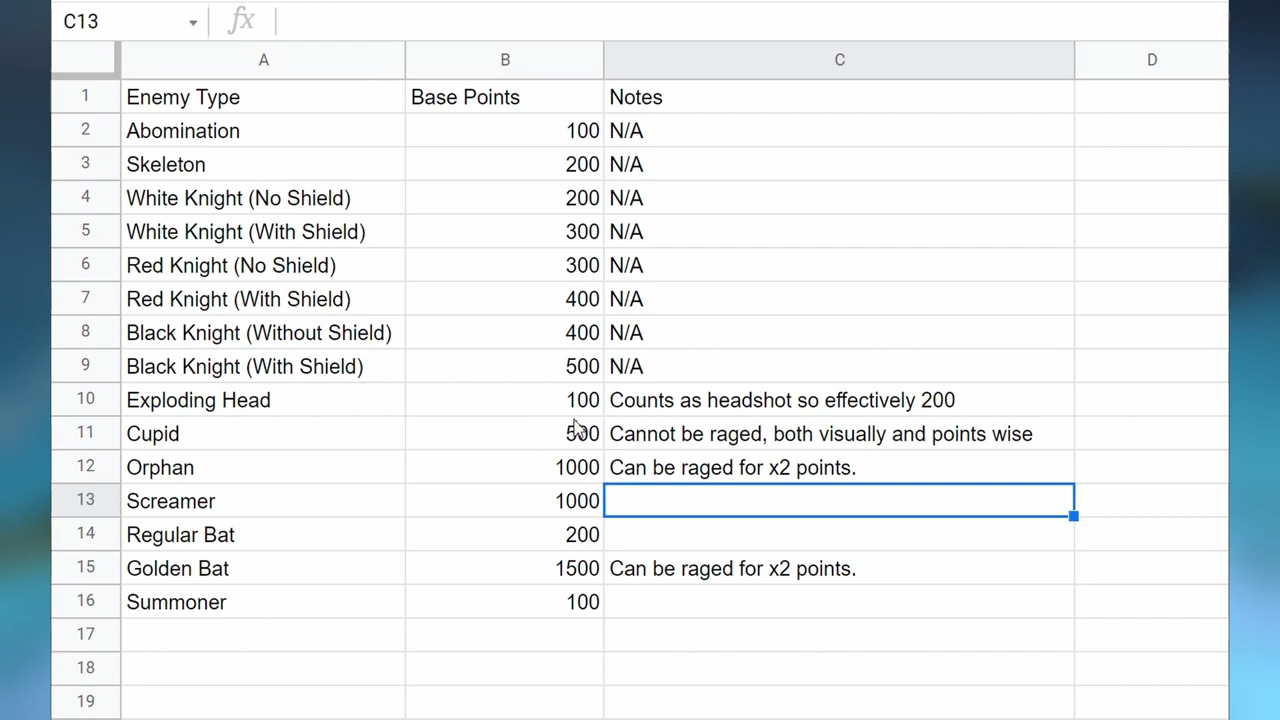 C13 fx
A B C D
1 Enemy Type Base Points Notes
2 Abomination 100 N/A
3 Skeleton 200 N/A
4 White Knight (No Shield) 200 N/A
5 White Knight (With Shield) 300 N/A
6 Red Knight (No Shield) 300 N/A
7 Red Knight (With Shield) 400 N/A
8 Black Knight (Without Shield) 400 N/A
9 Black Knight (With Shield) 500 N/A
10 Exploding Head 100 Counts as headshot so effectively 200
11 Cupid 500 Cannot be raged, both visually and points wise
12 Orphan 1000 Can be raged for x2 points.
13 Screamer 1000
14 Regular Bat 200
15 Golden Bat 1500 Can be raged for x2 points.
16 Summoner 100
17
18
19